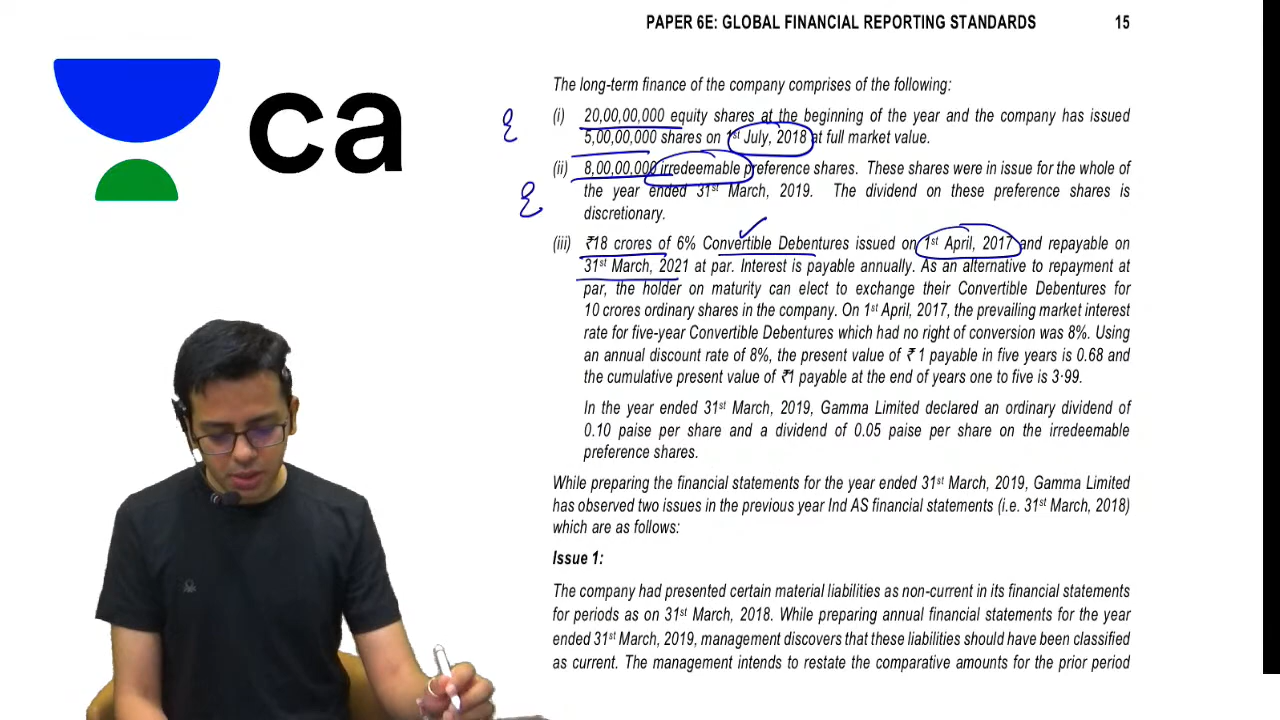 PAPER 6E: GLOBAL FINANCIAL REPORTING STANDARDS 15
ca
The long-term finance of the company comprises of the following:
(i) 20,00,00,000 equity shares at the beginning of the year and the company has issued
5,00,00,000 shares on 1st July, 2018 at full market value.
(ii) 8,00,00,000 irredeemable preference shares. These shares were in issue for the whole of
the year ended 31st March, 2019. The dividend on these preference shares is
discretionary.
(iii) ₹18 crores of 6% Convertible Debentures issued on 1st April, 2017 and repayable on
31st March, 2021 at par. Interest is payable annually. As an alternative to repayment at
par, the holder on maturity can elect to exchange their Convertible Debentures for
10 crores ordinary shares in the company. On 1st April, 2017, the prevailing market interest
rate for five-year Convertible Debentures which had no right of conversion was 8%. Using
an annual discount rate of 8%, the present value of ₹ 1 payable in five years is 0.68 and
the cumulative present value of ₹1 payable at the end of years one to five is 3·99.
In the year ended 31st March, 2019, Gamma Limited declared an ordinary dividend of
0.10 paise per share and a dividend of 0.05 paise per share on the irredeemable
preference shares.
While preparing the financial statements for the year ended 31st March, 2019, Gamma Limited
has observed two issues in the previous year Ind AS financial statements (i.e. 31st March, 2018)
which are as follows:
Issue 1:
The company had presented certain material liabilities as non-current in its financial statements
for periods as on 31st March, 2018. While preparing annual financial statements for the year
ended 31st March, 2019, management discovers that these liabilities should have been classified
as current. The management intends to restate the comparative amounts for the prior period